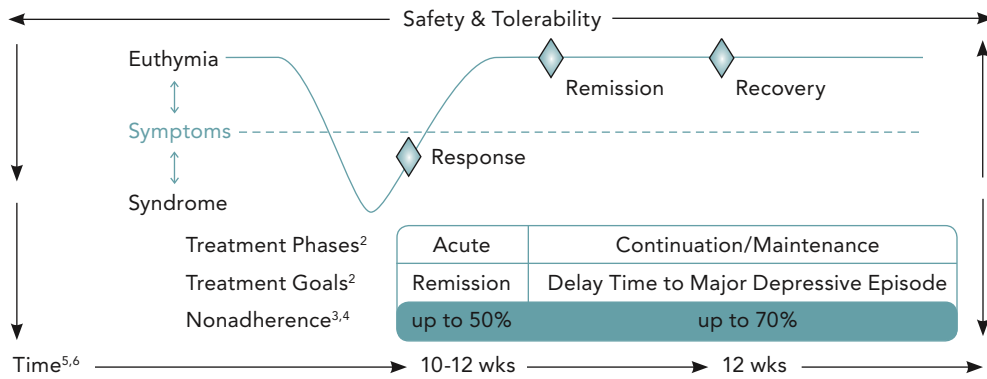 Safety & Tolerability
Euthymia
Remission
Recovery
Symptoms
Response
Syndrome
Treatment Phases2 Acute Continuation/Maintenance
Treatment Goals2 Remission Delay Time to Major Depressive Episode
Nonadherence3,4 up to 50% up to 70%
Time5,6 10-12 wks 12 wks